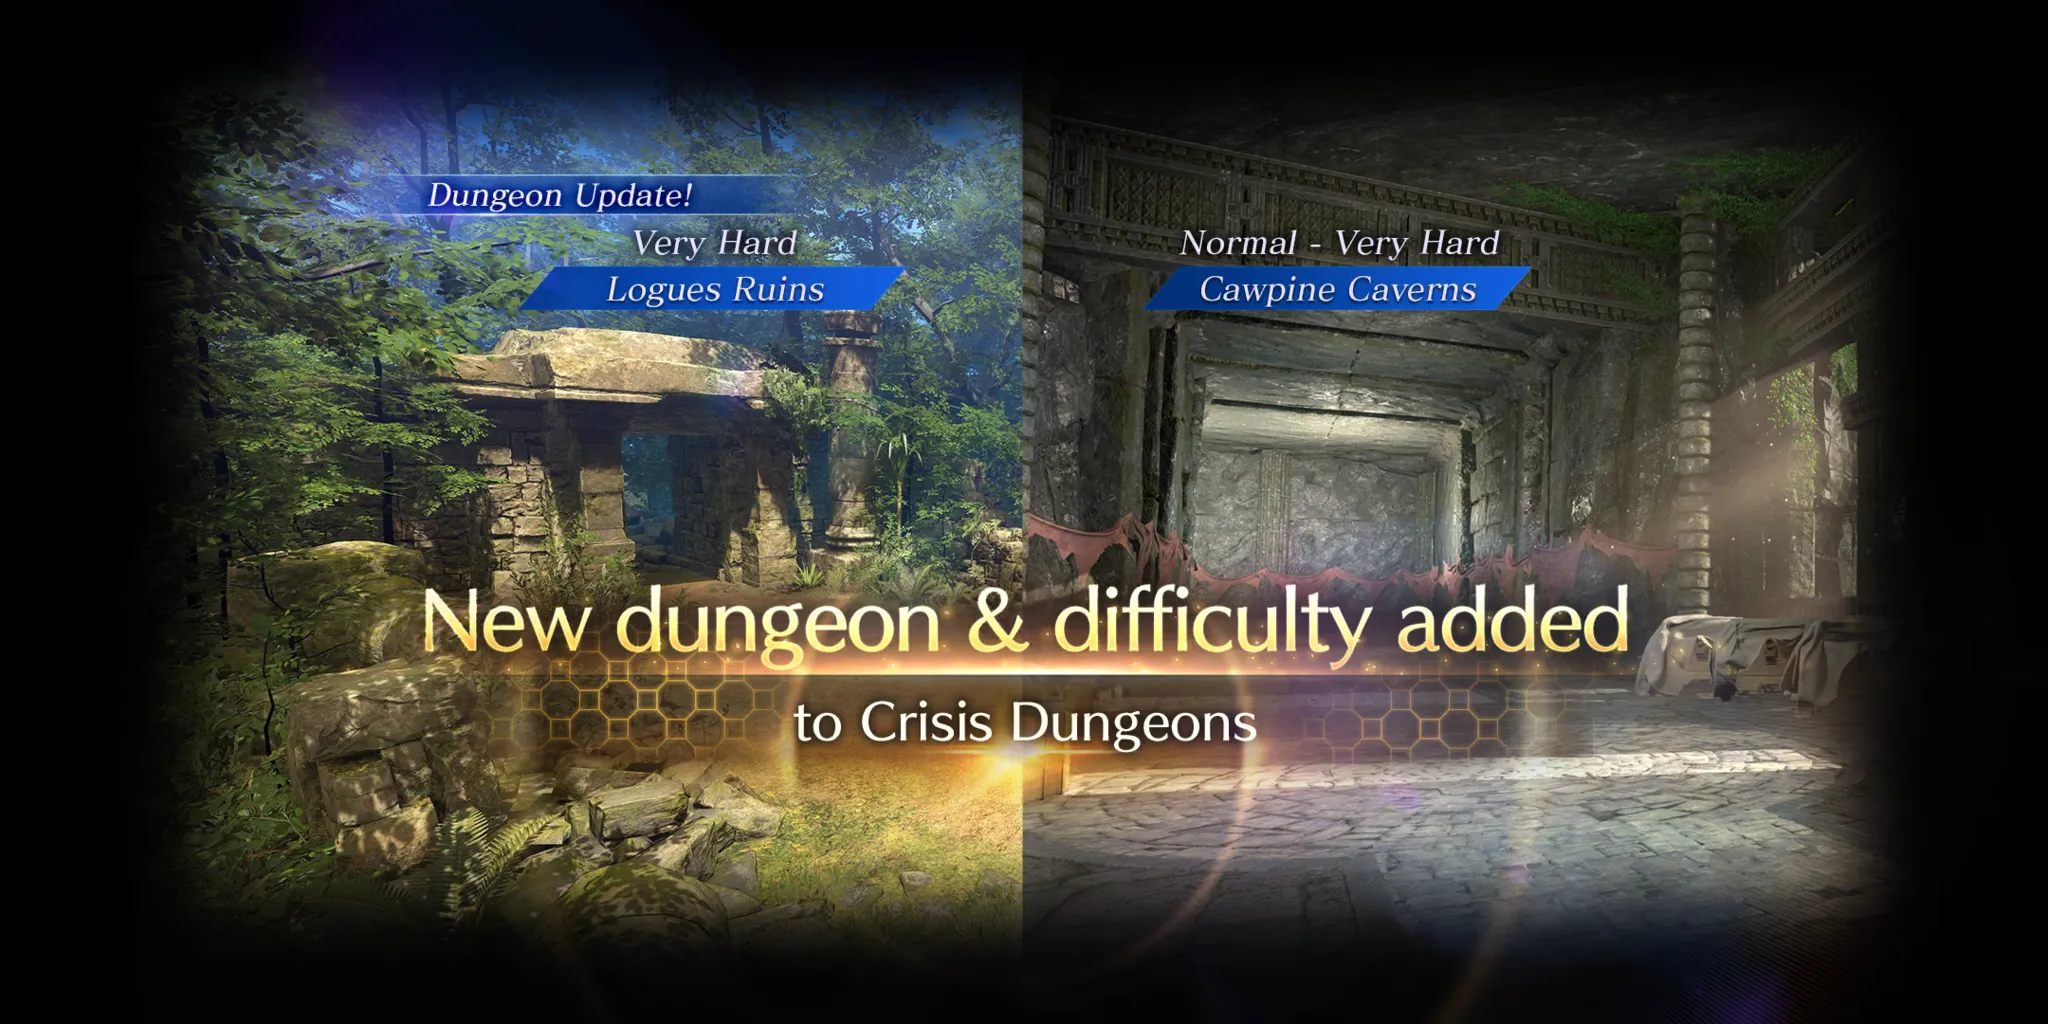 Dungeon Update!
Very Hard
Logues Ruins
Normal - Very Hard
Cawpine Caverns
New dungeon & difficulty added
to Crisis Dungeons